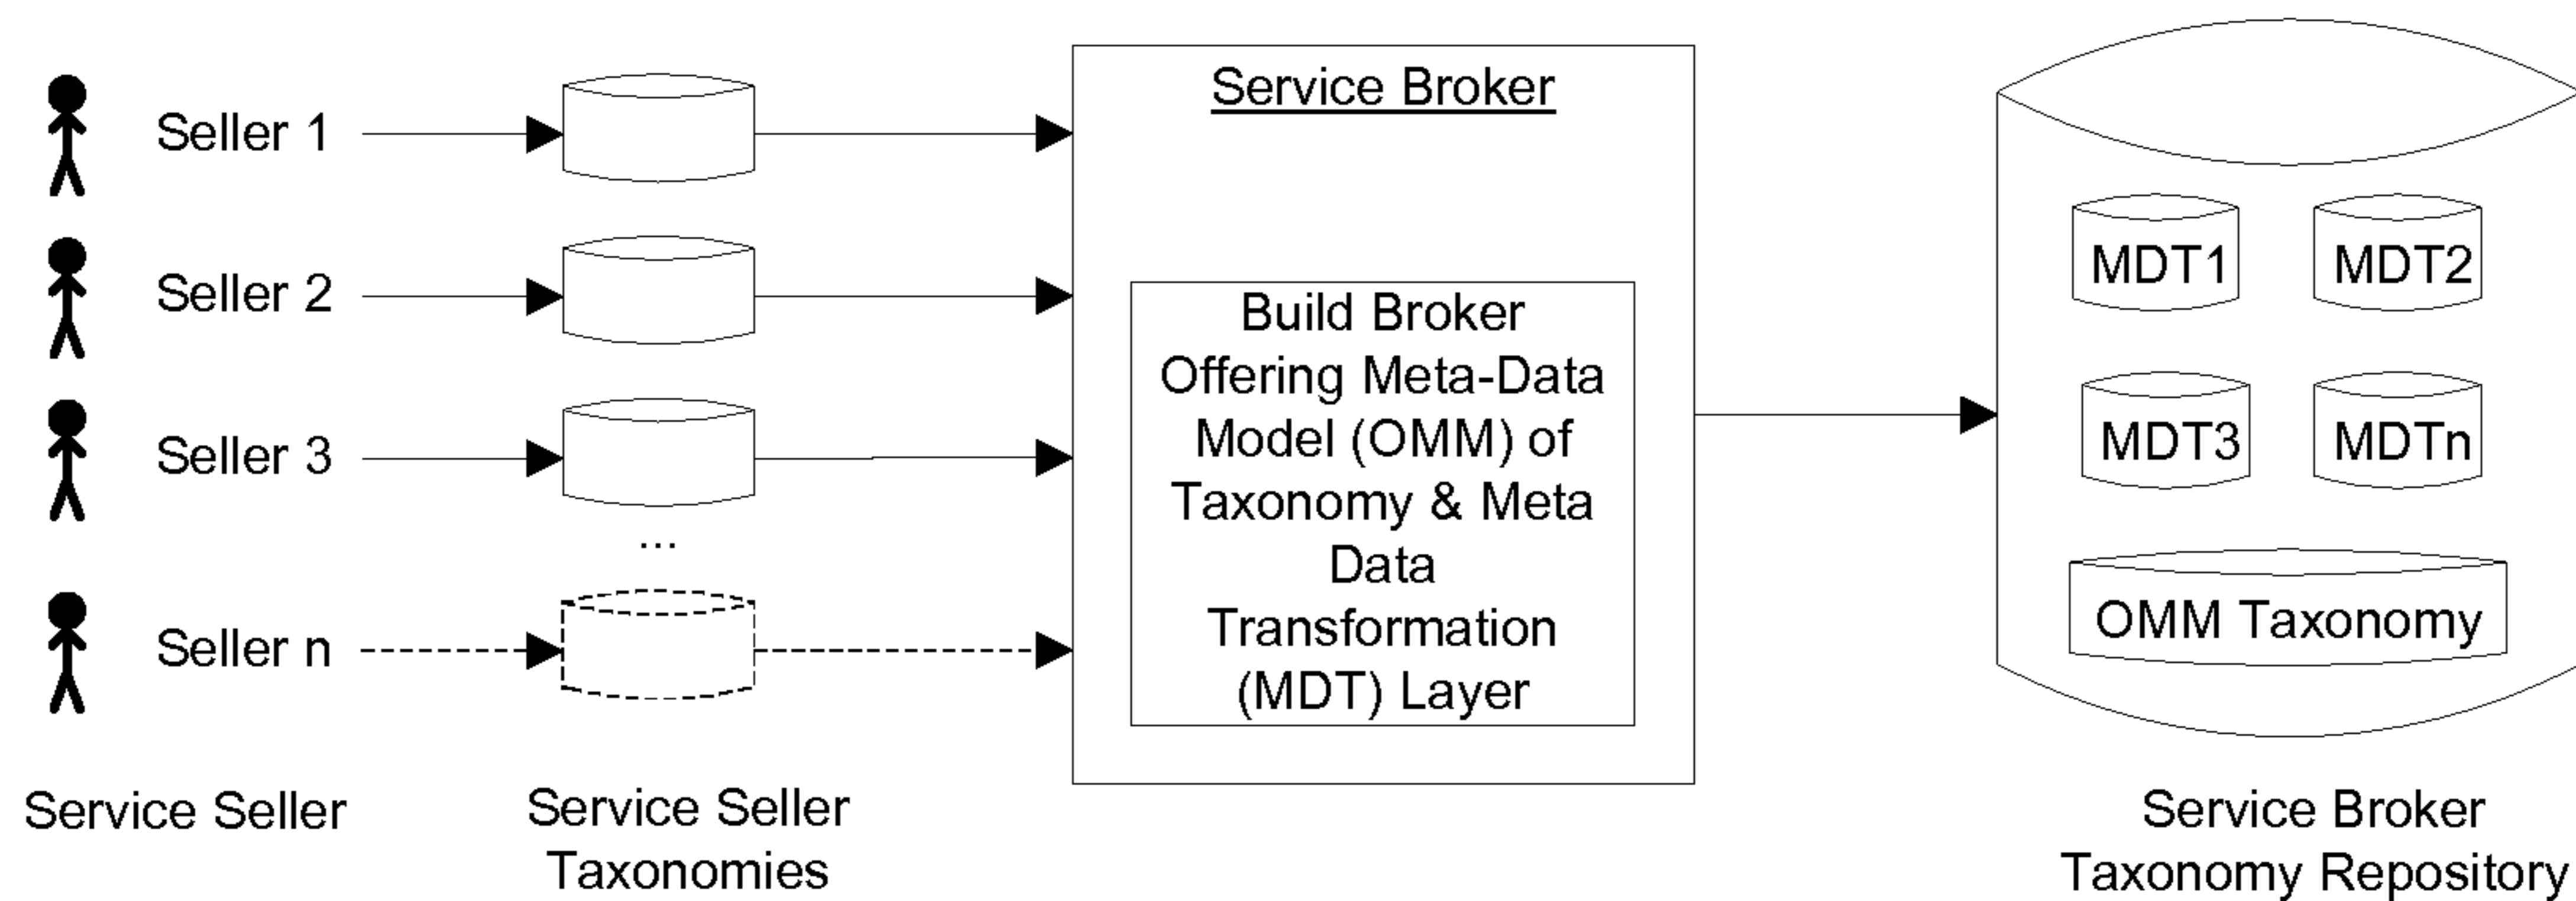 Seller 1
Seller 2
Seller 3
...
Seller n
Service Seller
Service Seller
Taxonomies
Service Broker
Build Broker
Offering Meta-Data
Model (OMM) of
Taxonomy & Meta
Data
Transformation
(MDT) Layer
MDT1
MDT2
MDT3
MDTn
OMM Taxonomy
Service Broker
Taxonomy Repository